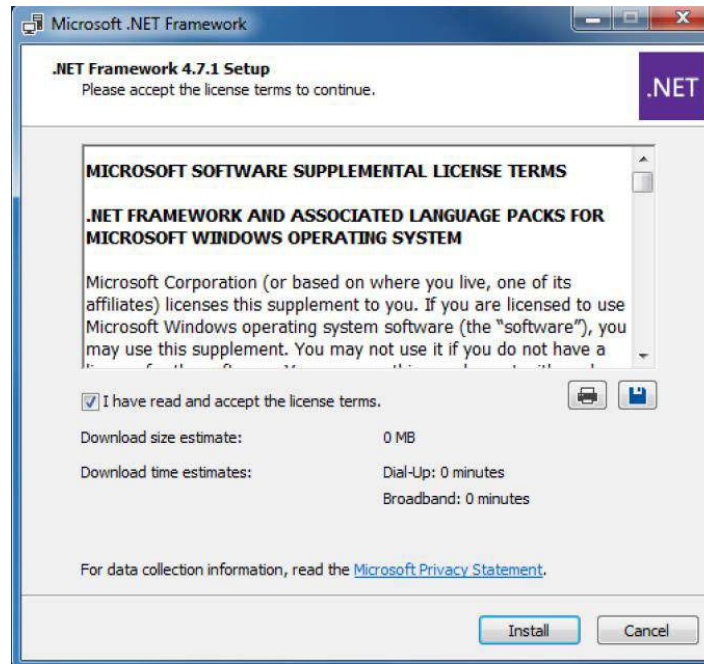 Microsoft .NET Framework
.NET Framework 4.7.1 Setup
Please accept the license terms to continue.
.NET
MICROSOFT SOFTWARE SUPPLEMENTAL LICENSE TERMS
.NET FRAMEWORK AND ASSOCIATED LANGUAGE PACKS FOR
MICROSOFT WINDOWS OPERATING SYSTEM
Microsoft Corporation (or based on where you live, one of its
affiliates) licenses this supplement to you. If you are licensed to use
Microsoft Windows operating system software (the “software”), you
may use this supplement. You may not use it if you do not have a
I have read and accept the license terms.
Download size estimate: 0 MB
Download time estimates: Dial-Up: 0 minutes
Broadband: 0 minutes
For data collection information, read the Microsoft Privacy Statement.
Install Cancel